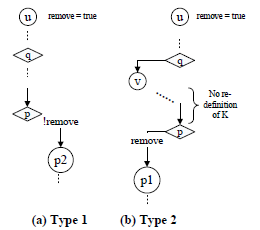 u remove = true
u remove = true
q
q
v
No re-
definition
of K
p
!remove
p
remove
p2
p1
(a) Type 1 (b) Type 2